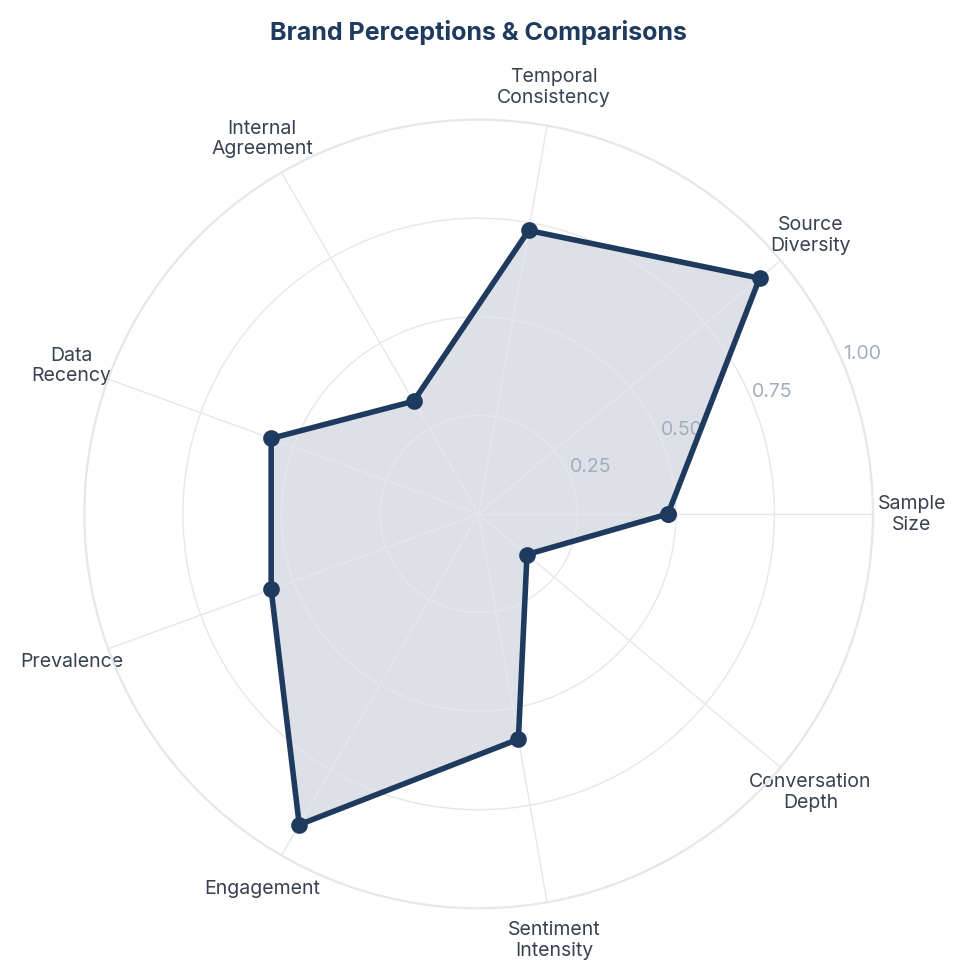 Brand Perceptions & Comparisons
Temporal
Consistency
Internal
Agreement
Source
Diversity
Data
Recency
1.00
0.75
0.50
0.25
Sample
Size
Prevalence
Conversation
Depth
Engagement
Sentiment
Intensity